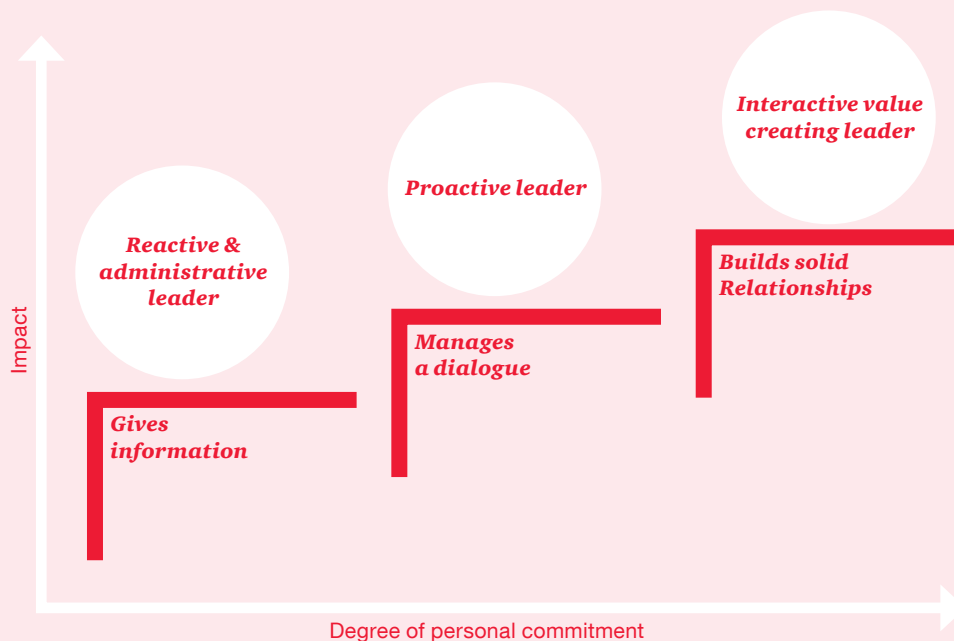 Interactive value
creating leader
Proactive leader
Reactive &
administrative
leader
Builds solid
Relationships
Manages
a dialogue
Gives
information
Impact
Degree of personal commitment